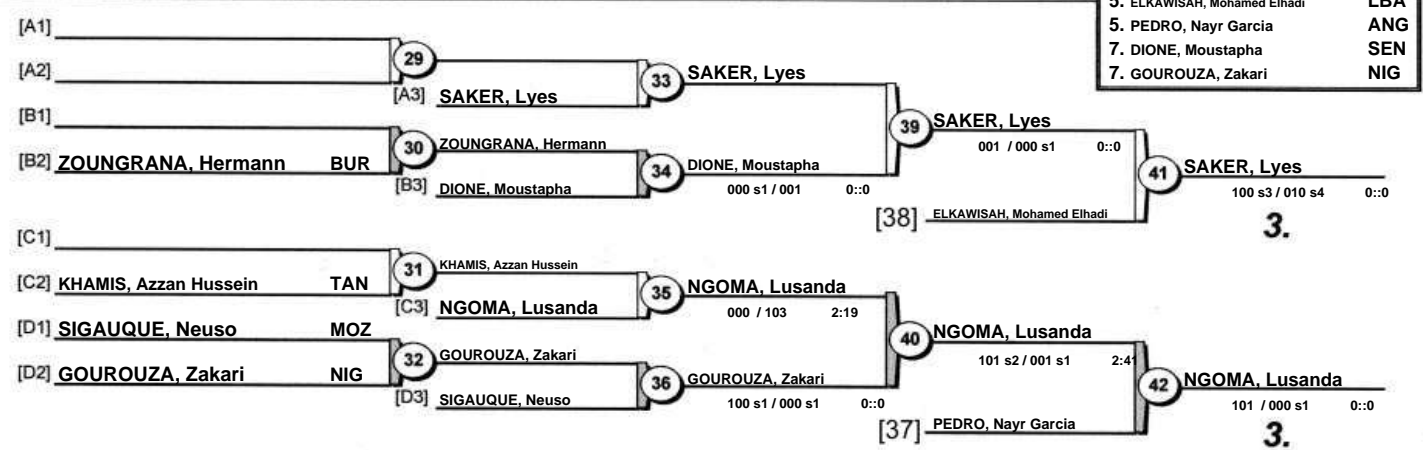 5. ELKAWISAH, Mohamed Elhadi LBA
5. PEDRO, Nayr Garcia ANG
7. DIONE, Moustapha SEN
7. GOUROUZA, Zakari NIG
[A1]
29
[A2]
[A3] SAKER, Lyes
33 SAKER, Lyes
[B1]
39 SAKER, Lyes
001 / 000 s1 0::0
30 ZOUNGRANA, Hermann
[B2] ZOUNGRANA, Hermann BUR
[B3] DIONE, Moustapha
34 DIONE, Moustapha
000 s1 / 001 0::0
41 SAKER, Lyes
100 s3 / 010 s4 0::0
[38] ELKAWISAH, Mohamed Elhadi
3.
[C1]
31 KHAMIS, Azzan Hussein
[C2] KHAMIS, Azzan Hussein TAN
[C3] NGOMA, Lusanda
35 NGOMA, Lusanda
000 / 103 2:19
[D1] SIGAUQUE, Neuso MOZ
40 NGOMA, Lusanda
101 s2 / 001 s1
32 GOUROUZA, Zakari
[D2] GOUROUZA, Zakari NIG
[D3] SIGAUQUE, Neuso
36 GOUROUZA, Zakari
100 s1 / 000 s1 0::0
42 NGOMA, Lusanda
101 / 000 s1 0::0
[37] PEDRO, Nayr Garcia
3.